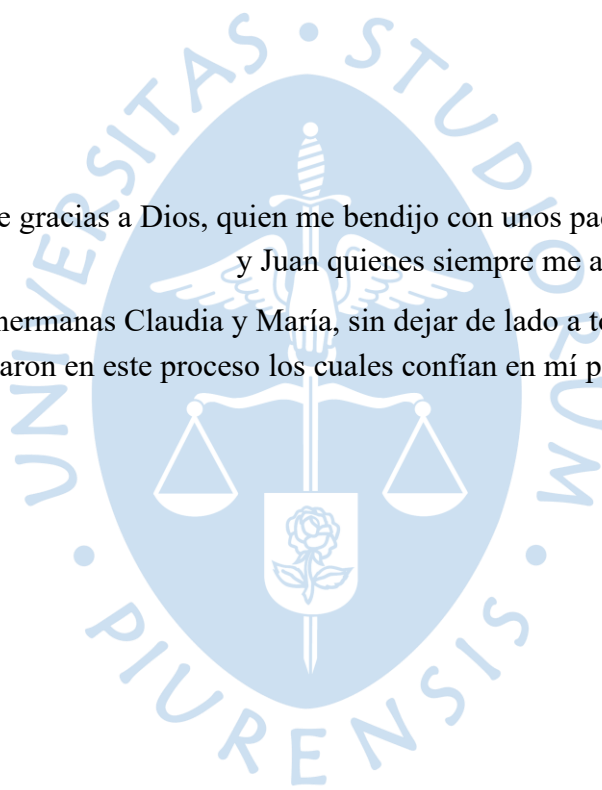 UNIVERSITAS • STUDIORUM • PIURENSIS •
e gracias a Dios, quien me bendijo con unos pa
y Juan quienes siempre me a
hermanas Claudia y María, sin dejar de lado a to
aron en este proceso los cuales confían en mí p